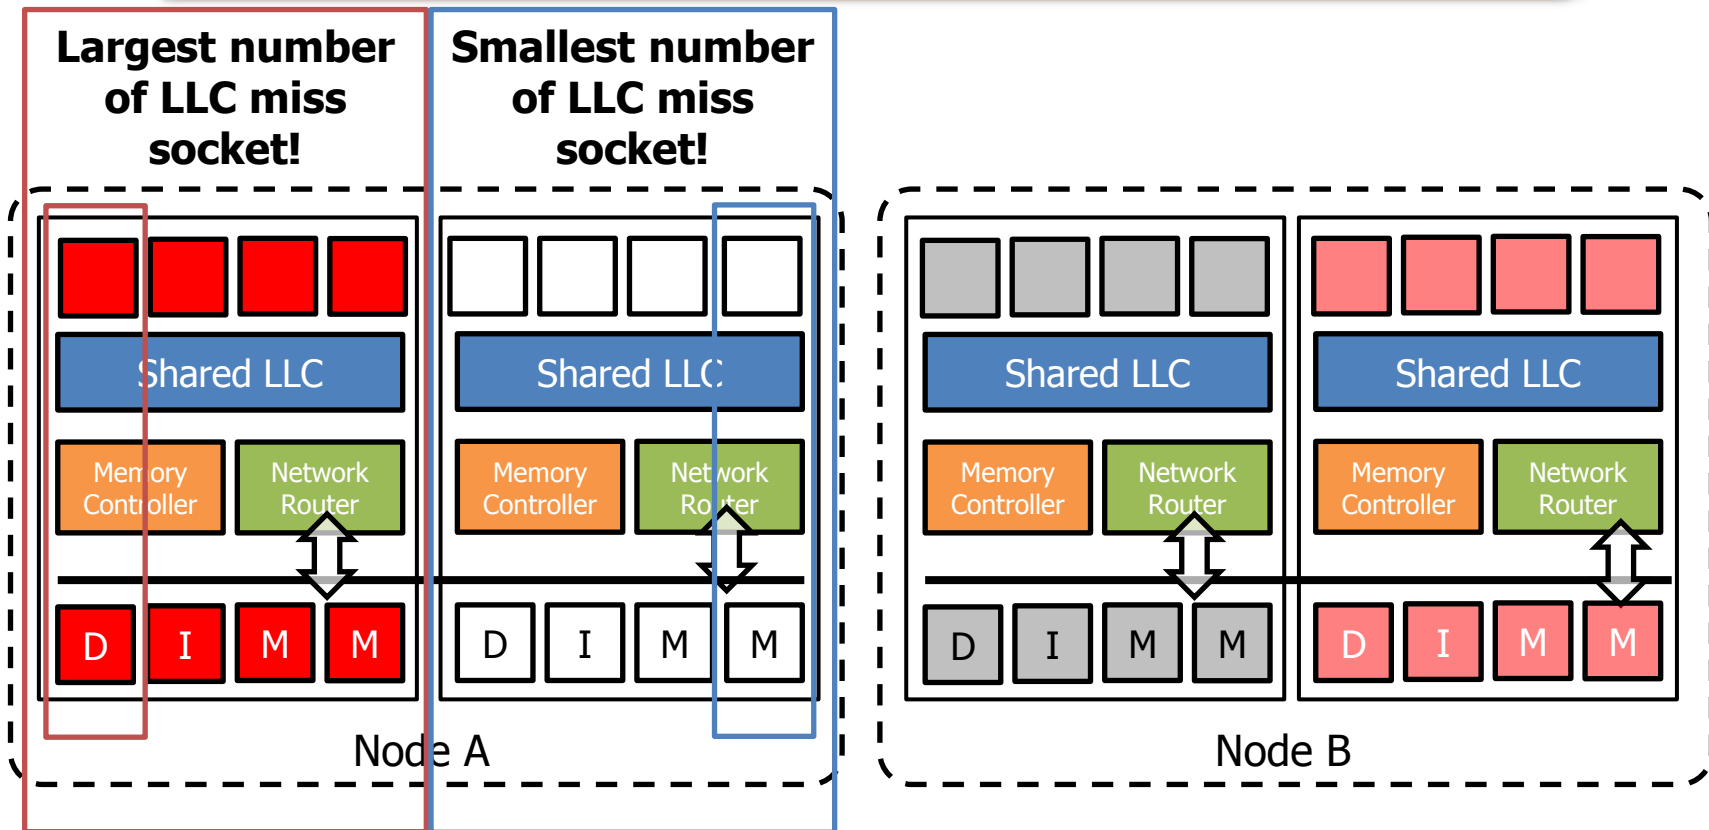 Largest number
of LLC miss
socket!
Smallest number
of LLC miss
socket!
Shared LLC
Memory
Controller
Network
Router
D I M M
Shared LLC
Memory
Controller
Network
Router
D I M M
Node A
Shared LLC
Memory
Controller
Network
Router
D I M M
Shared LLC
Memory
Controller
Network
Router
D I M M
Node B